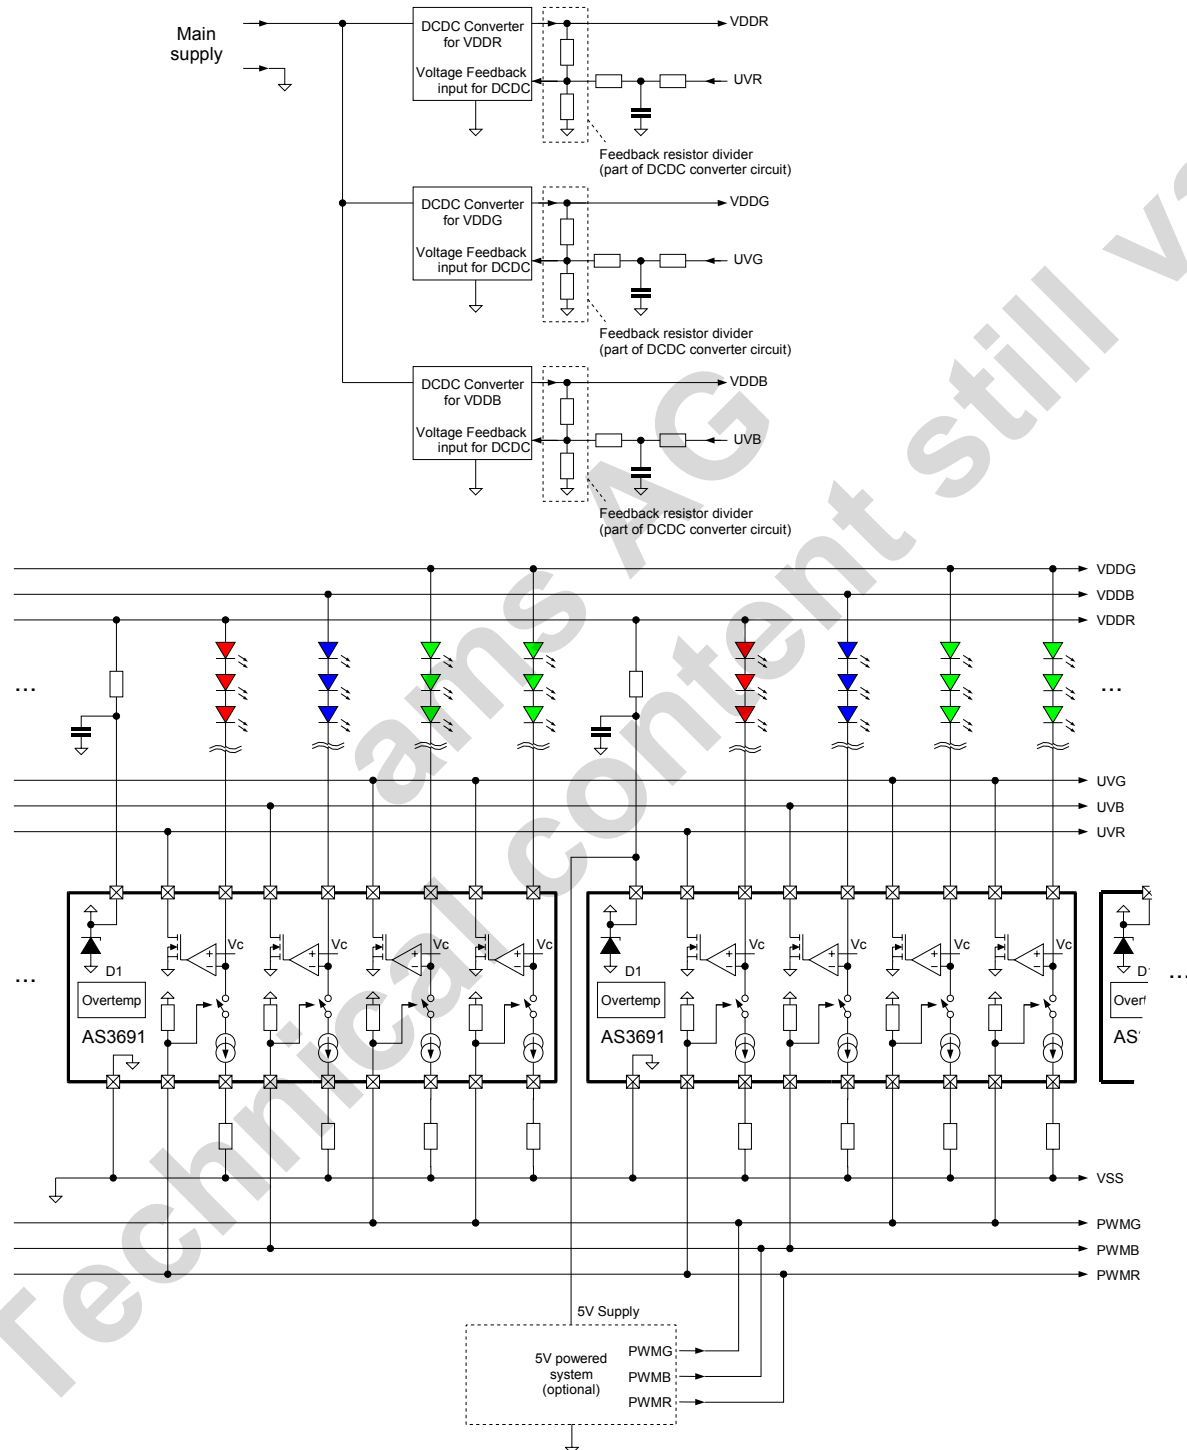 Main
supply
DCDC Converter
for VDDR
Voltage Feedback
input for DCDC
VDDR
UVR
Feedback resistor divider
(part of DCDC converter circuit)
DCDC Converter
for VDDG
Voltage Feedback
input for DCDC
VDDG
UVG
Feedback resistor divider
(part of DCDC converter circuit)
DCDC Converter
for VDDB
Voltage Feedback
input for DCDC
VDDB
UVB
Feedback resistor divider
(part of DCDC converter circuit)
VDDG
VDDB
VDDR
...
...
UVG
UVB
UVR
Vc
Vc
Vc
Vc
D1
Overtemp
AS3691
Vc
Vc
Vc
Vc
D1
Overtemp
AS3691
...
...
VSS
PWMG
PWMB
PWMR
5V Supply
5V powered
system
(optional)
PWMG
PWMB
PWMR
ams AG
Technical content still